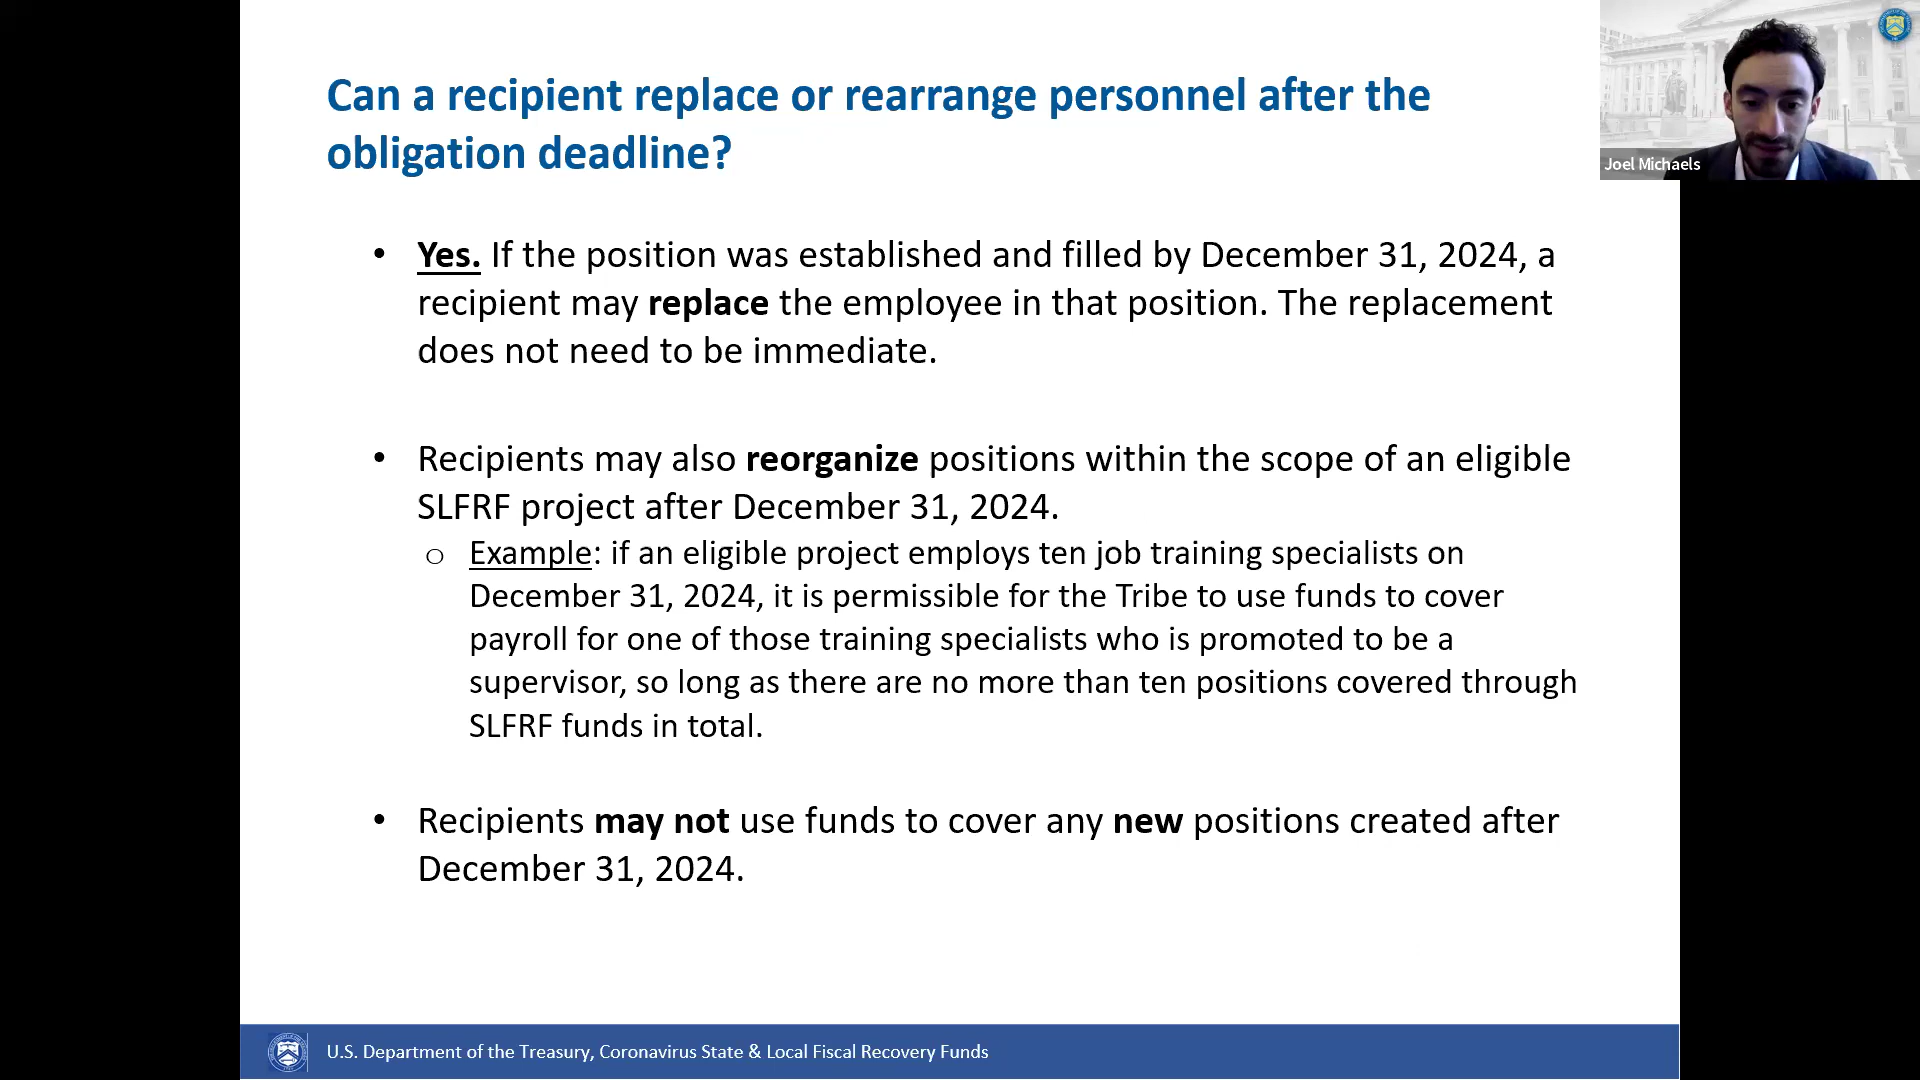 Can a recipient replace or rearrange personnel after the
obligation deadline?
Joel Michaels
• Yes. If the position was established and filled by December 31, 2024, a
recipient may replace the employee in that position. The replacement
does not need to be immediate.
• Recipients may also reorganize positions within the scope of an eligible
SLFRF project after December 31, 2024.
o Example: if an eligible project employs ten job training specialists on
December 31, 2024, it is permissible for the Tribe to use funds to cover
payroll for one of those training specialists who is promoted to be a
supervisor, so long as there are no more than ten positions covered through
SLFRF funds in total.
• Recipients may not use funds to cover any new positions created after
December 31, 2024.
U.S. Department of the Treasury, Coronavirus State & Local Fiscal Recovery Funds